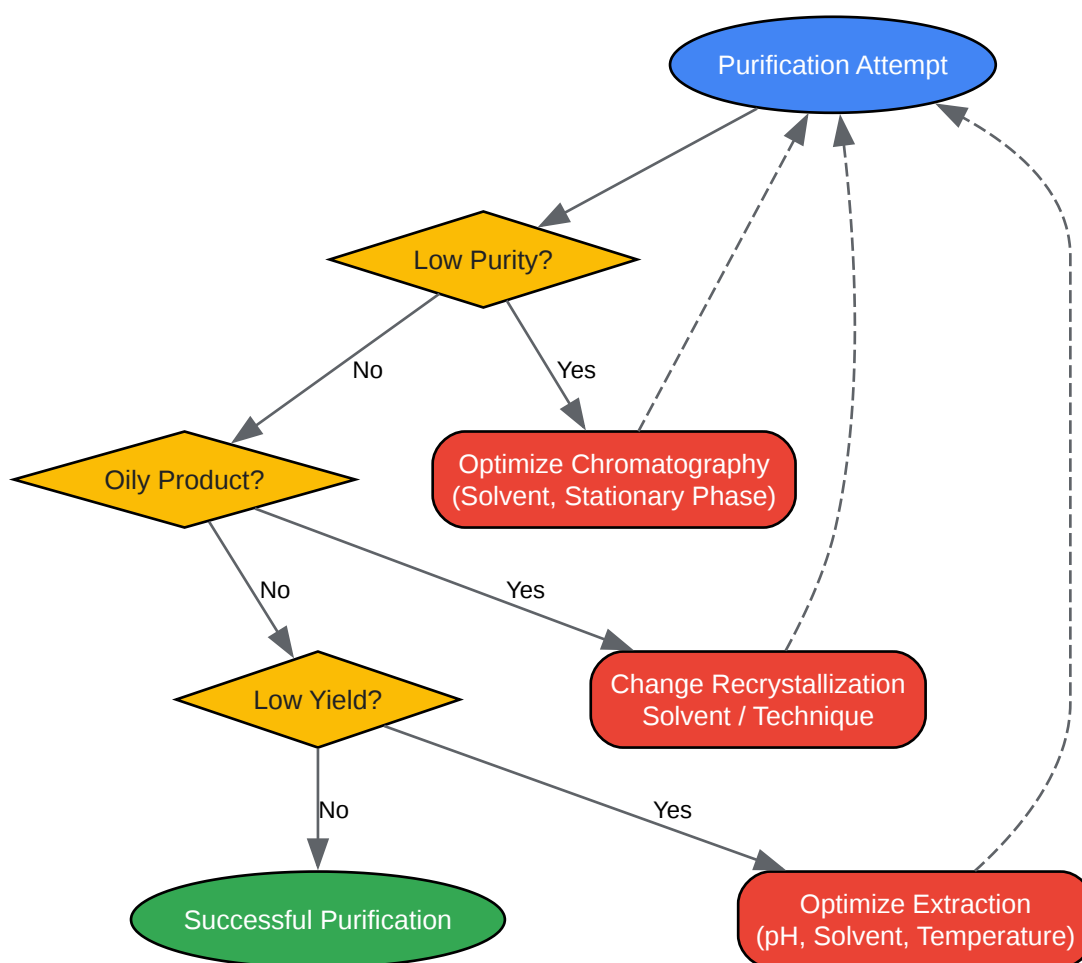 Purification Attempt
Low Purity?
No
Yes
Optimize Chromatography
(Solvent, Stationary Phase)
Oily Product?
No
Yes
Change Recrystallization
Solvent / Technique
Low Yield?
No
Yes
Successful Purification
Optimize Extraction
(pH, Solvent, Temperature)